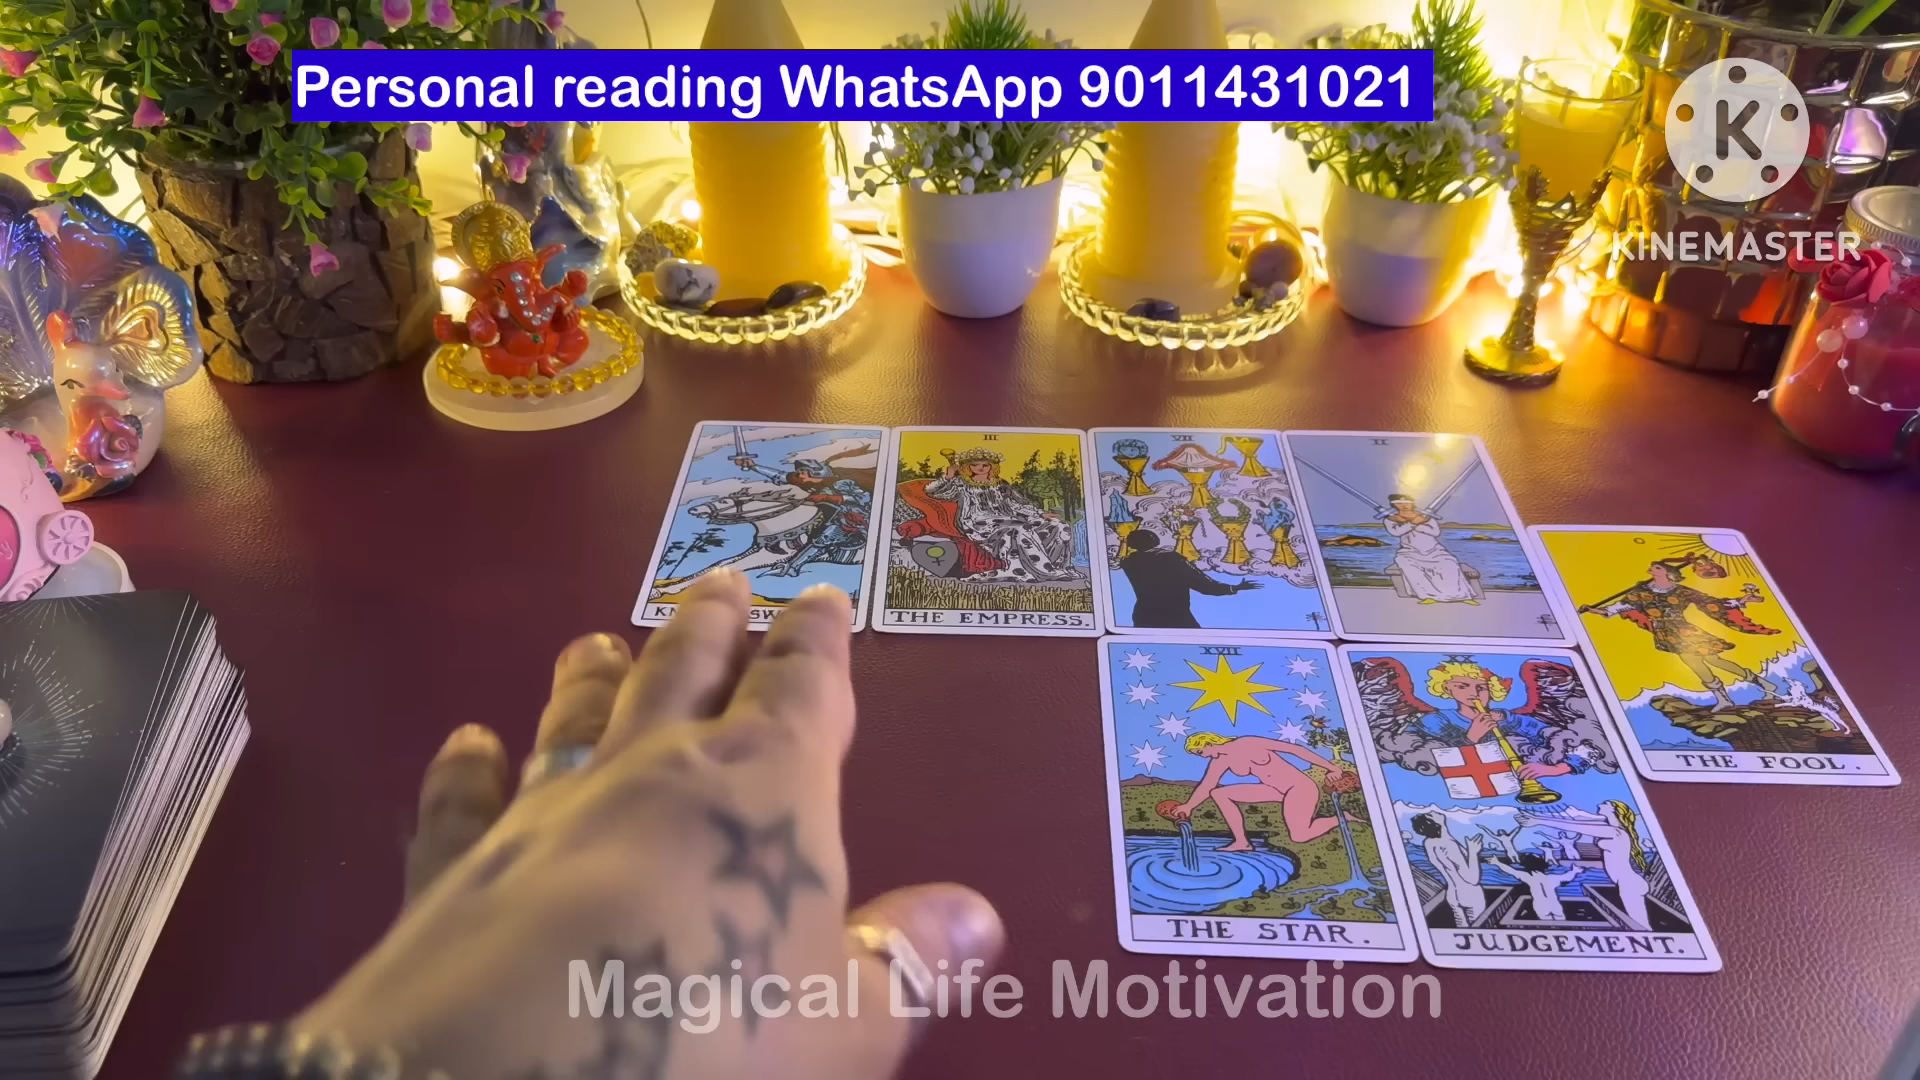 Personal reading WhatsApp 9011431021
K
KINEMASTER
III
VII
II
THE EMPRESS.
XVII
XX
THE FOOL.
THE STAR.
JUDGEMENT.
Magical Life Motivation